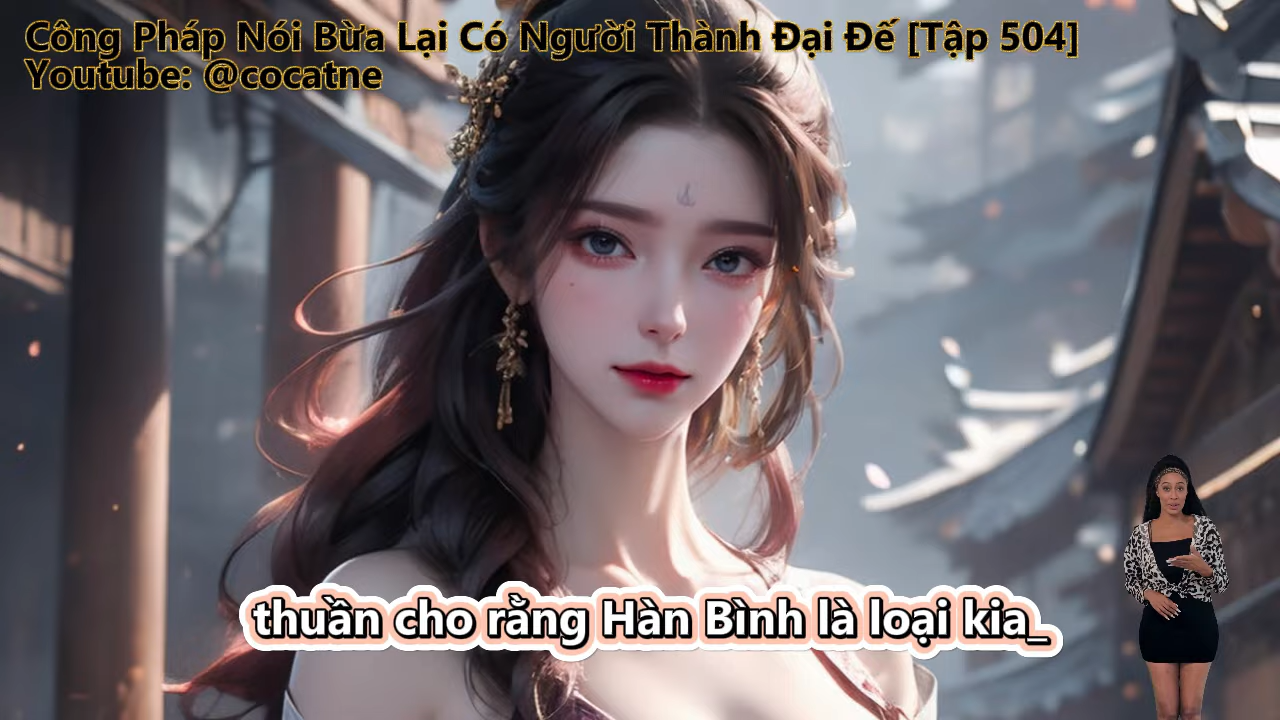 Công Pháp Nói Bừa Lại Có Người Thành Đại Đế [Tập 504]
Youtube: @cocatne
thuần cho rằng Hàn Bình là loại kia_